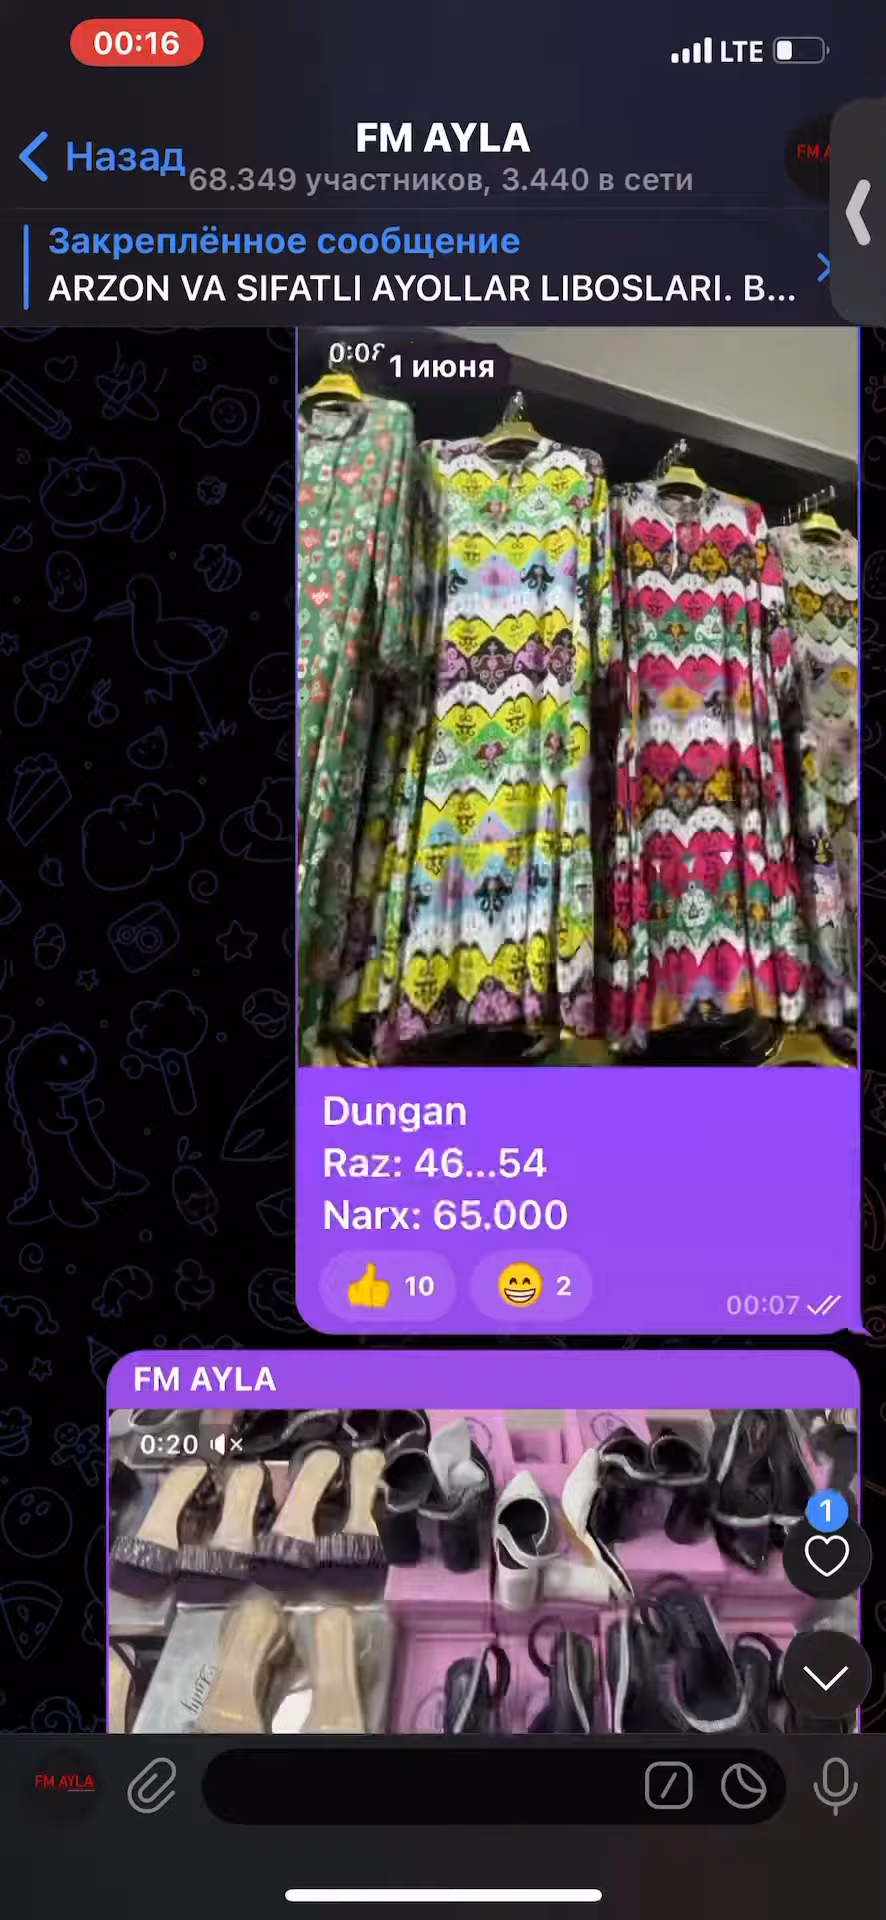 00:16
LTE
Назад
FM AYLA
68.349 участников, 3.440 в сети
Закреплённое сообщение
ARZON VA SIFATLI AYOLLAR LIBOSLARI. B...
1 июня
Dungan
Raz: 46...54
Narx: 65.000
10
2
00:07
FM AYLA
0:20
1
FM AYLA